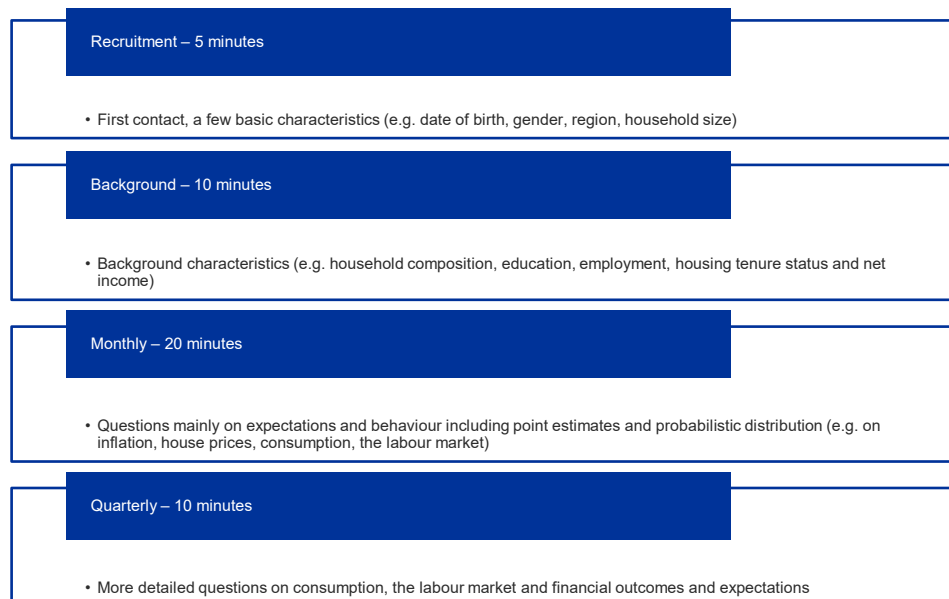 Recruitment – 5 minutes
• First contact, a few basic characteristics (e.g. date of birth, gender, region, household size)
Background – 10 minutes
• Background characteristics (e.g. household composition, education, employment, housing tenure status and net
income)
Monthly – 20 minutes
• Questions mainly on expectations and behaviour including point estimates and probabilistic distribution (e.g. on
inflation, house prices, consumption, the labour market)
Quarterly – 10 minutes
• More detailed questions on consumption, the labour market and financial outcomes and expectations